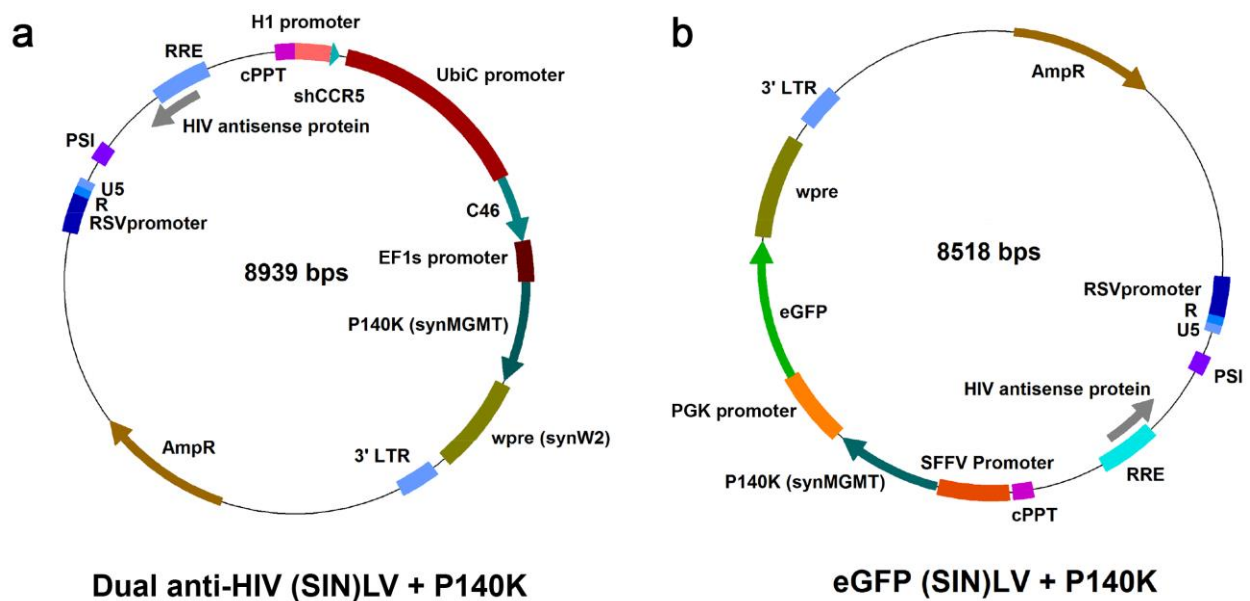 a
H1 promoter
RRE
cPPT
shCCR5
UbiC promoter
HIV antisense protein
PSI
U5
R
RSVpromoter
C46
EF1s promoter
8939 bps
P140K (synMGMT)
wpre (synW2)
3' LTR
AmpR
Dual anti-HIV (SIN)LV + P140K
b
AmpR
3' LTR
wpre
8518 bps
RSVpromoter
R
U5
eGFP
PSI
HIV antisense protein
PGK promoter
SFFV Promoter
P140K (synMGMT)
RRE
cPPT
eGFP (SIN)LV + P140K